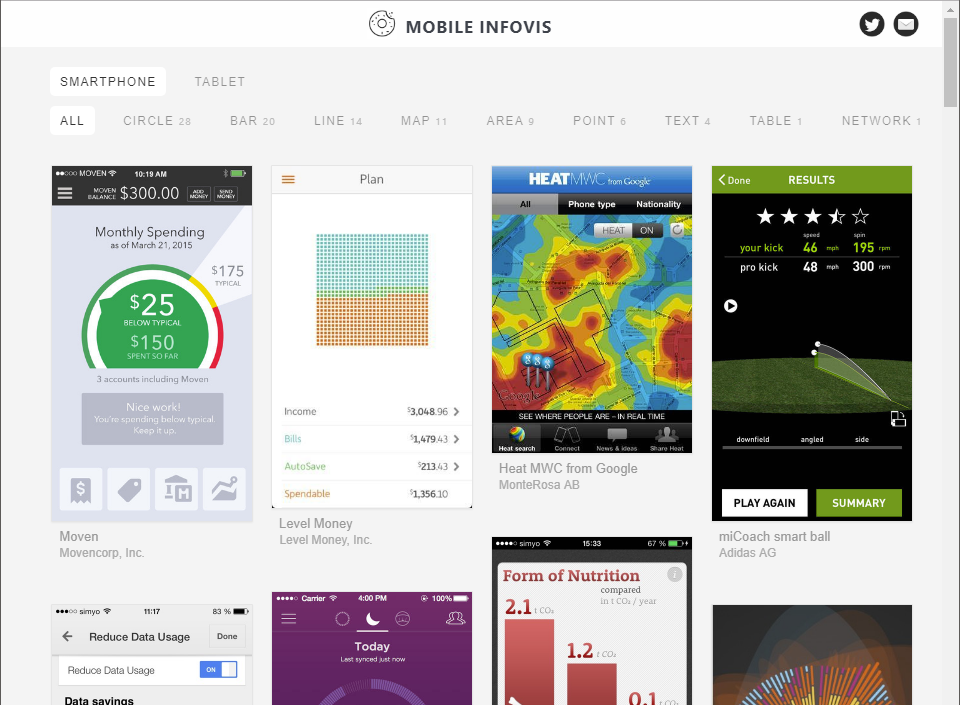 MOBILE INFOVIS
SMARTPHONE TABLET
ALL CIRCLE 28 BAR 20 LINE 14 MAP 11 AREA 9 POINT 6 TEXT 4 TABLE 1 NETWORK 1
MOVEN 10:19 AM
MOVEN BALANCE $300.00 ADD MONEY SEND MONEY
Monthly Spending
as of March 21, 2015
$175
TYPICAL
$25
BELOW TYPICAL
$150
SPENT SO FAR
3 accounts including Moven
Nice work!
You're spending below typical.
Keep it up.
Moven
Movencorp, Inc.
Plan
Income $3,048.96
Bills $1,479.43
AutoSave $213.43
Spendable $1,356.10
Level Money
Level Money, Inc.
HEATMWC from Google
All Phone type Nationality
HEAT ON
Google
SEE WHERE PEOPLE ARE – IN REAL TIME
Heat search Connect News & ideas Share Heat
Heat MWC from Google
MonteRosa AB
Done RESULTS
speed spin
your kick 46 mph 195 rpm
pro kick 48 mph 300 rpm
downfield angled side
PLAY AGAIN SUMMARY
miCoach smart ball
Adidas AG
simyo 11:17 83 %
Reduce Data Usage Done
Reduce Data Usage ON
Data savings
Carrier 4:00 PM 100%
Today
Last synced just now
simyo 15:33 67 %
Form of Nutrition
compared
in t CO₂ / year
2.1 t CO₂
1.2 t CO₂
0.1 t CO₂